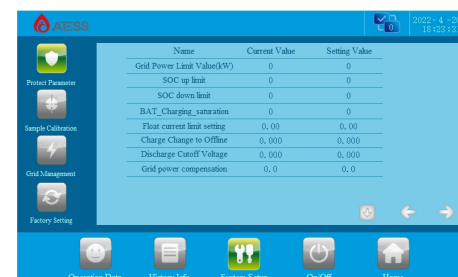 ATESS
0
2022-4-2
18:23:3
Name Current Value Setting Value
Grid Power Limit Value(kW) 0 0
SOC up limit 0 0
SOC down limit 0 0
BAT_Charging_saturation 0 0
Float current limit setting 0.00 0.00
Charge Change to Offline 0.000 0.000
Discharge Cutoff Voltage 0.000 0.000
Grid power compensation 0.0 0.0
Protect Parameter
Sample Calibration
Grid Management
Factory Setting
Operating Data History Info System Setup On/Off Home